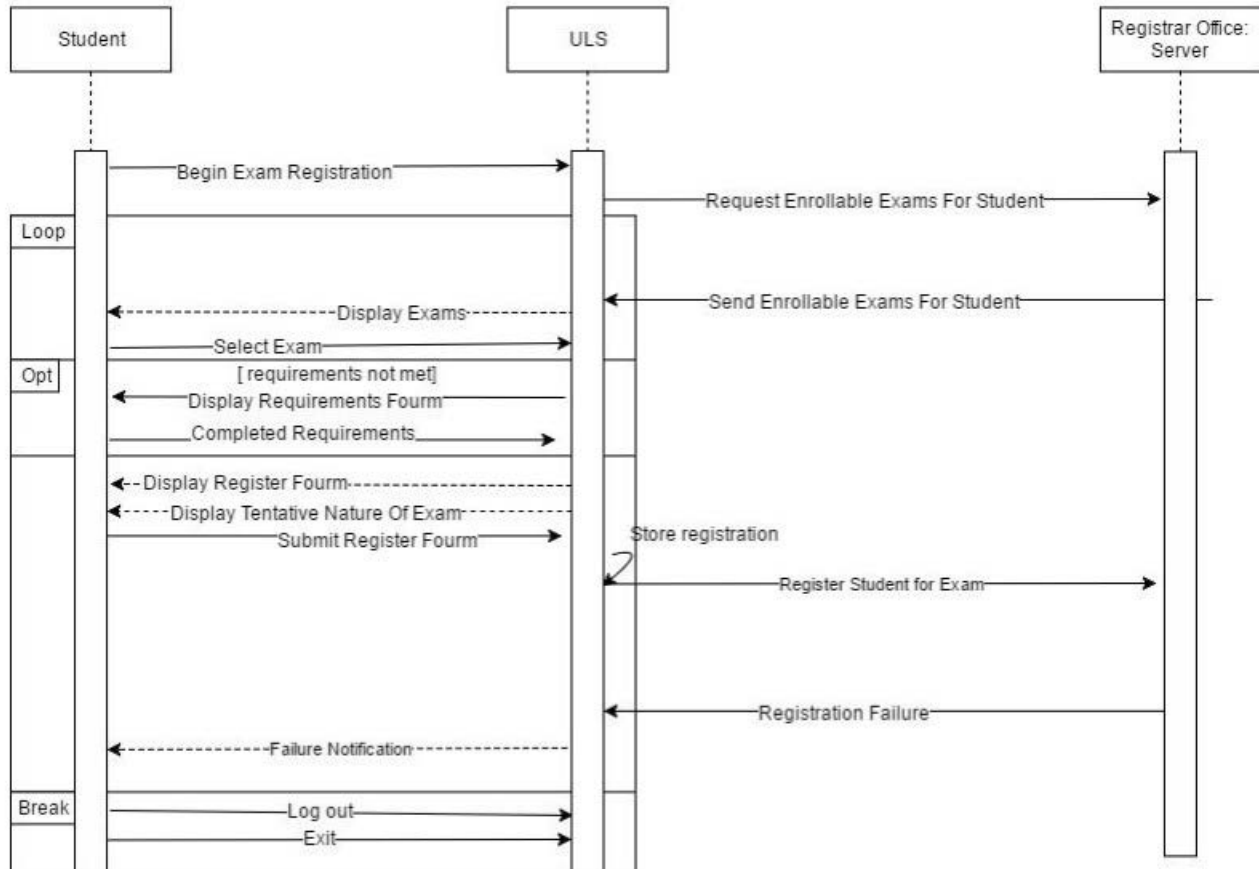 Student
ULS
Registrar Office:
Server
Begin Exam Registration
Request Enrollable Exams For Student
Loop
Send Enrollable Exams For Student
Display Exams
Select Exam
Opt
[ requirements not met]
Display Requirements Fourm
Completed Requirements
Display Register Fourm
Display Tentative Nature Of Exam
Submit Register Fourm
Store registration
Register Student for Exam
Registration Failure
Failure Notification
Break
Log out
Exit